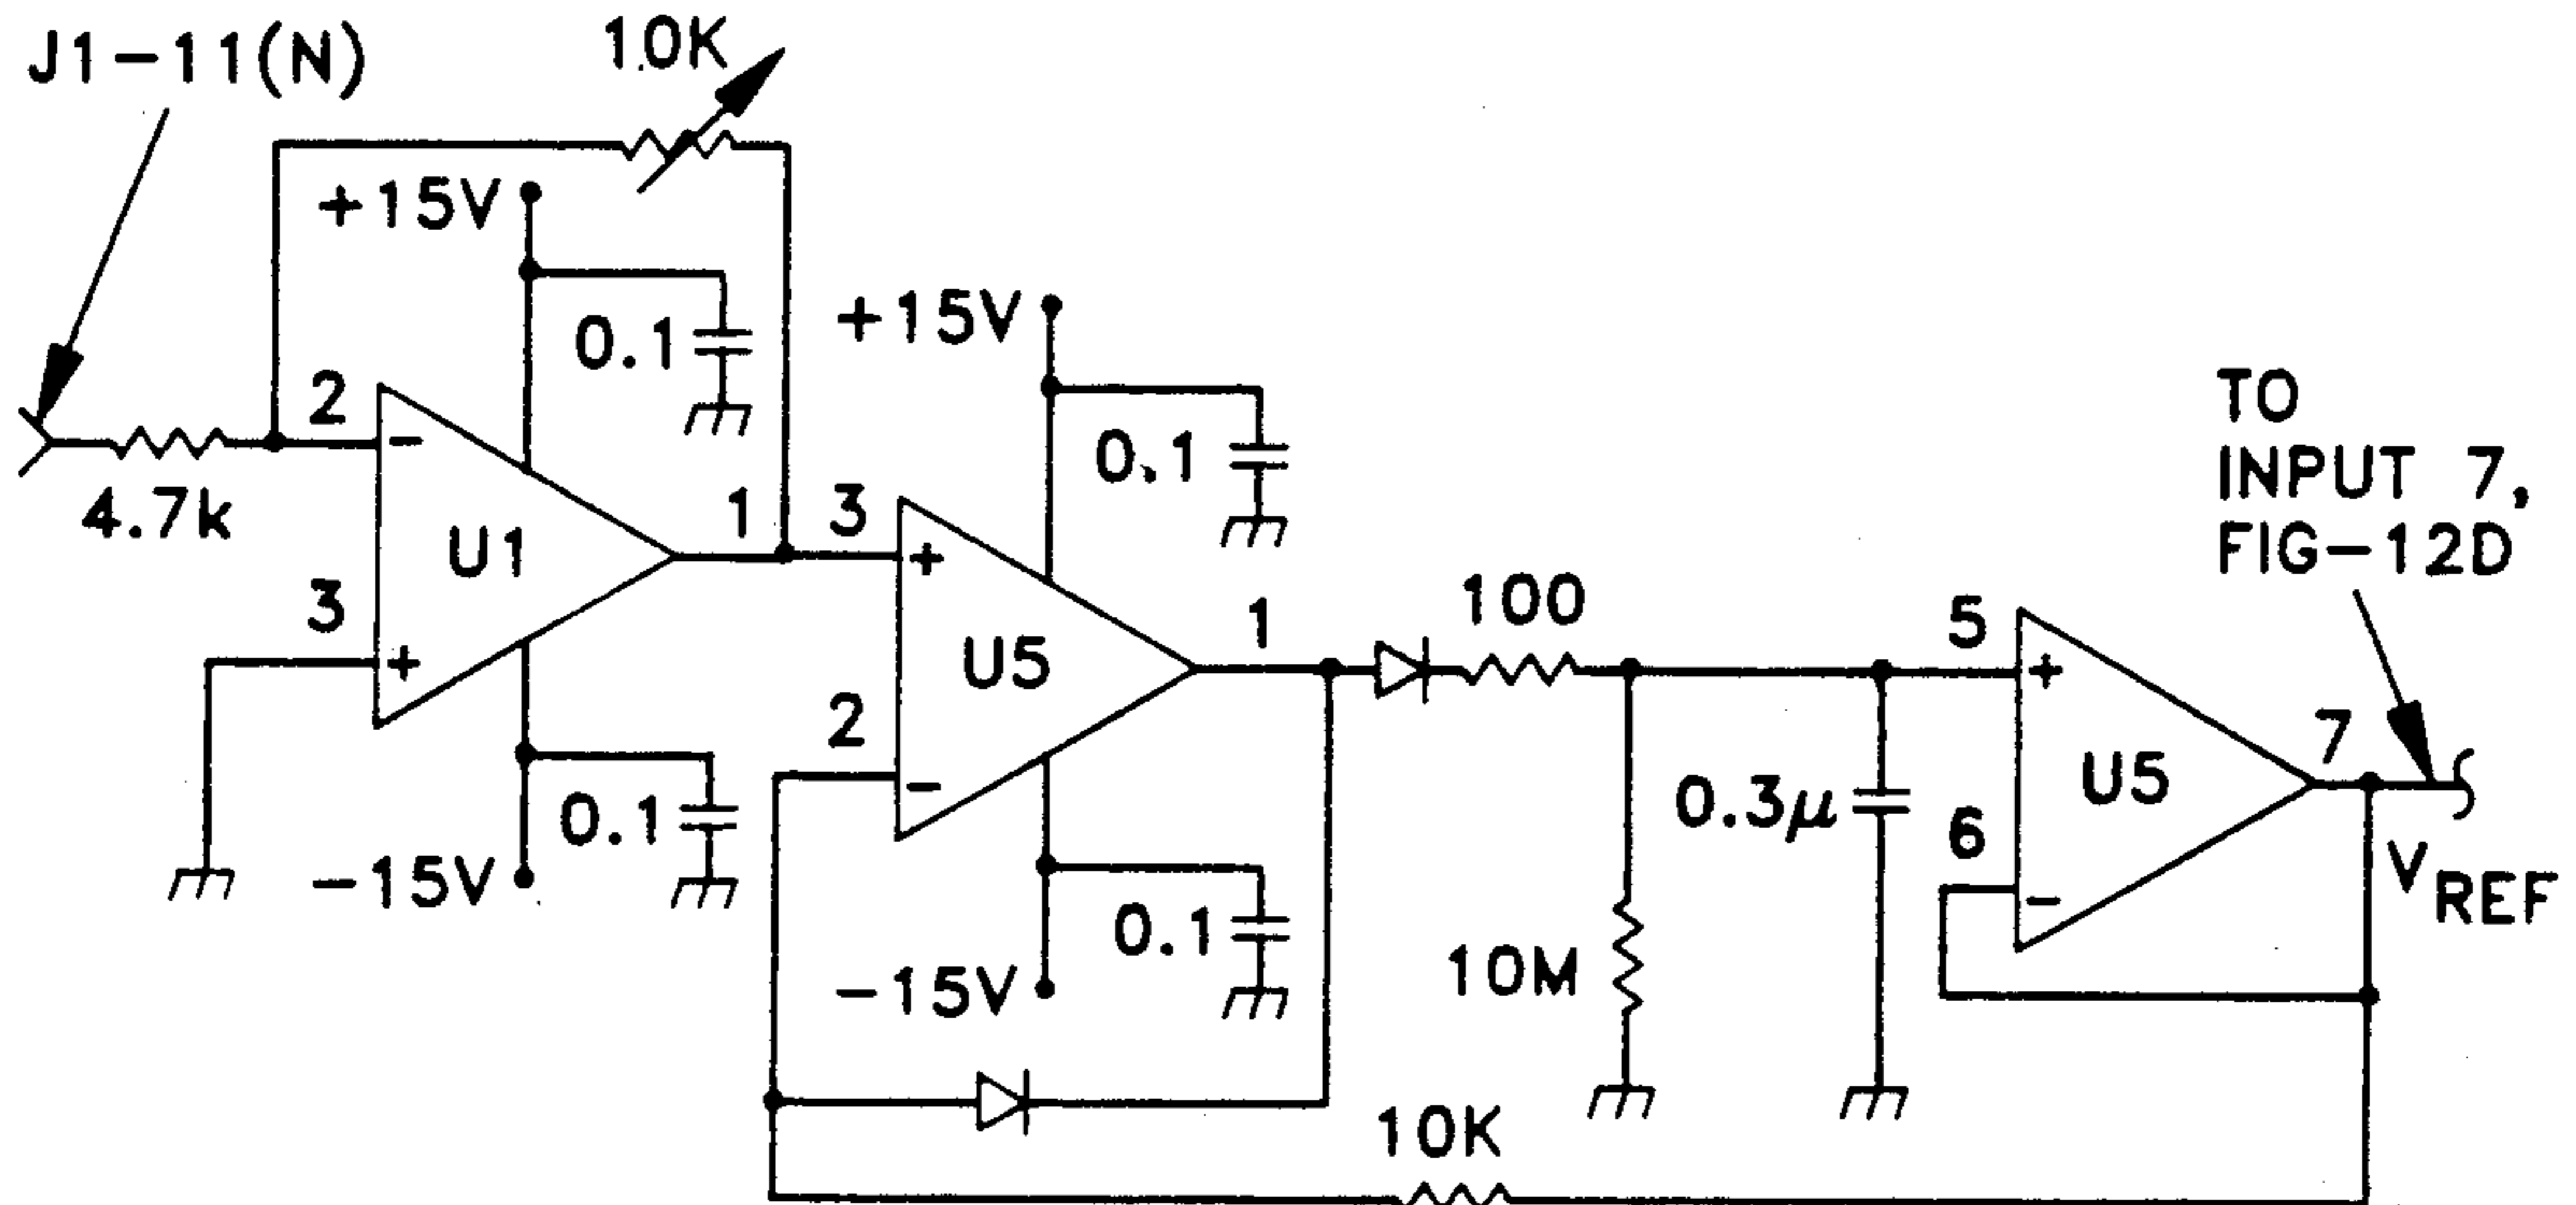 J1-11(N)
10K
+15V
0.1
+15V
0.1
2
-
4.7k
U1
1
3
+
3
+
-15V
0.1
U5
1
2
-
-15V
0.1
100
10M
0.3μ
5
+
U5
7
6
-
TO
INPUT 7,
FIG-12D
VREF
10K